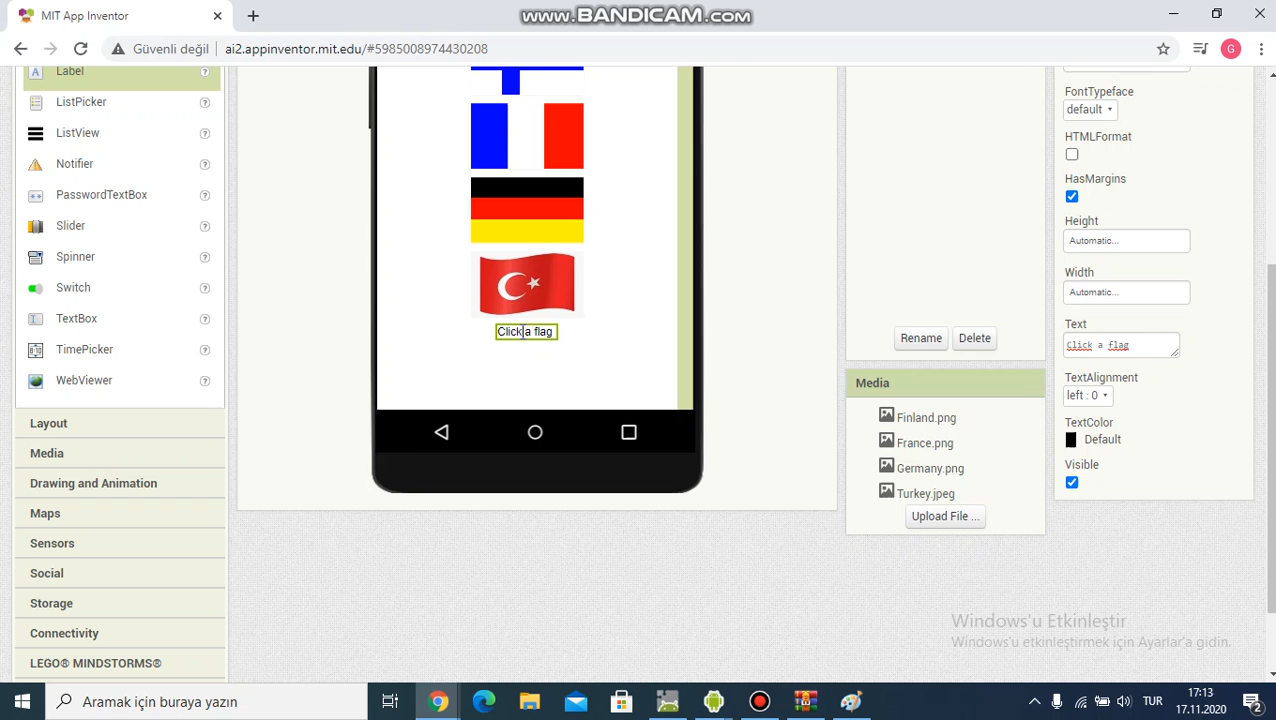 MIT App Inventor
www.BANDICAM.com
Güvenli değil
ai2.appinventor.mit.edu/#5985008974430208
G
Label
ListPicker
ListView
Notifier
PasswordTextBox
Slider
Spinner
Switch
TextBox
TimePicker
WebViewer
Layout
Media
Drawing and Animation
Maps
Sensors
Social
Storage
Connectivity
LEGO® MINDSTORMS®
Click a flag
Rename
Delete
Media
Finland.png
France.png
Germany.png
Turkey.jpeg
Upload File ...
FontTypeface
default
HTMLFormat
HasMargins
Height
Automatic...
Width
Automatic...
Text
Click a flag
TextAlignment
left : 0
TextColor
Default
Visible
Windows'u Etkinleştir
Windows'u etkinleştirmek için Ayarlar'a gidin.
Aramak için buraya yazın
TUR
17:13
17.11.2020
2